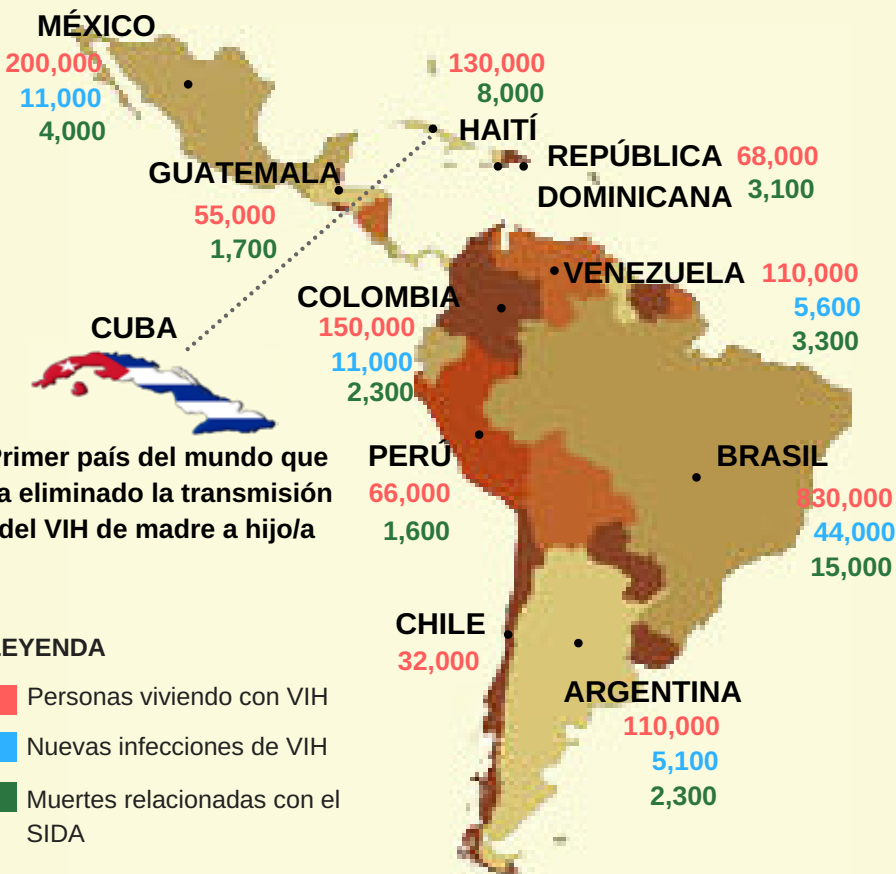 MÉXICO
200,000
11,000
4,000
130,000
8,000
HAITÍ
REPÚBLICA
DOMINICANA
68,000
3,100
GUATEMALA
55,000
1,700
VENEZUELA
110,000
5,600
3,300
COLOMBIA
150,000
11,000
2,300
CUBA
Primer país del mundo que
a eliminado la transmisión
del VIH de madre a hijo/a
PERÚ
66,000
1,600
BRASIL
830,000
44,000
15,000
CHILE
32,000
ARGENTINA
110,000
5,100
2,300
LEYENDA
Personas viviendo con VIH
Nuevas infecciones de VIH
Muertes relacionadas con el
SIDA